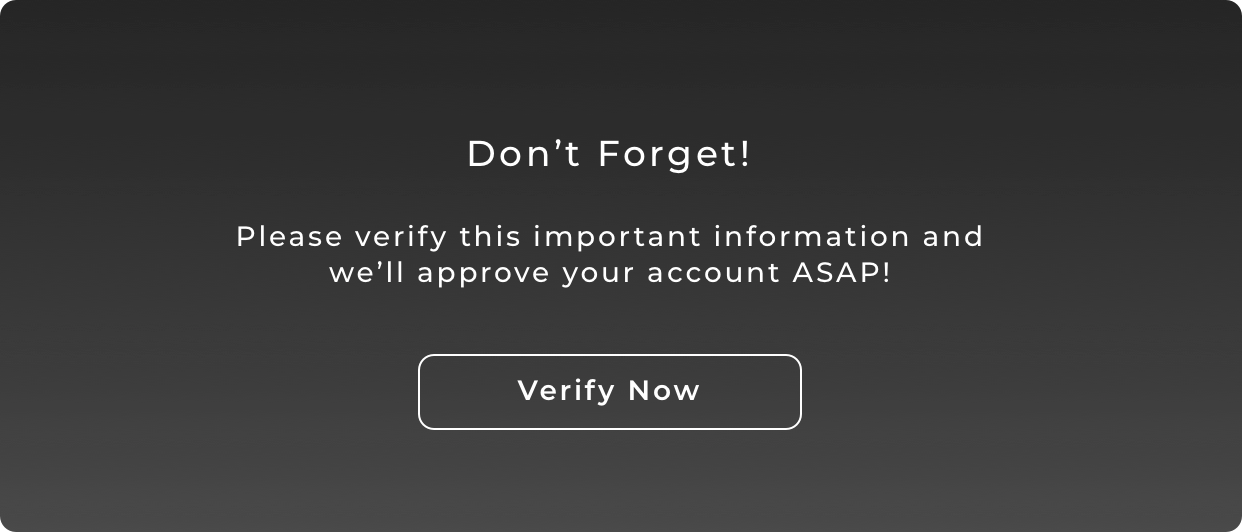 Don’t Forget!
Please verify this important information and
we’ll approve your account ASAP!
Verify Now